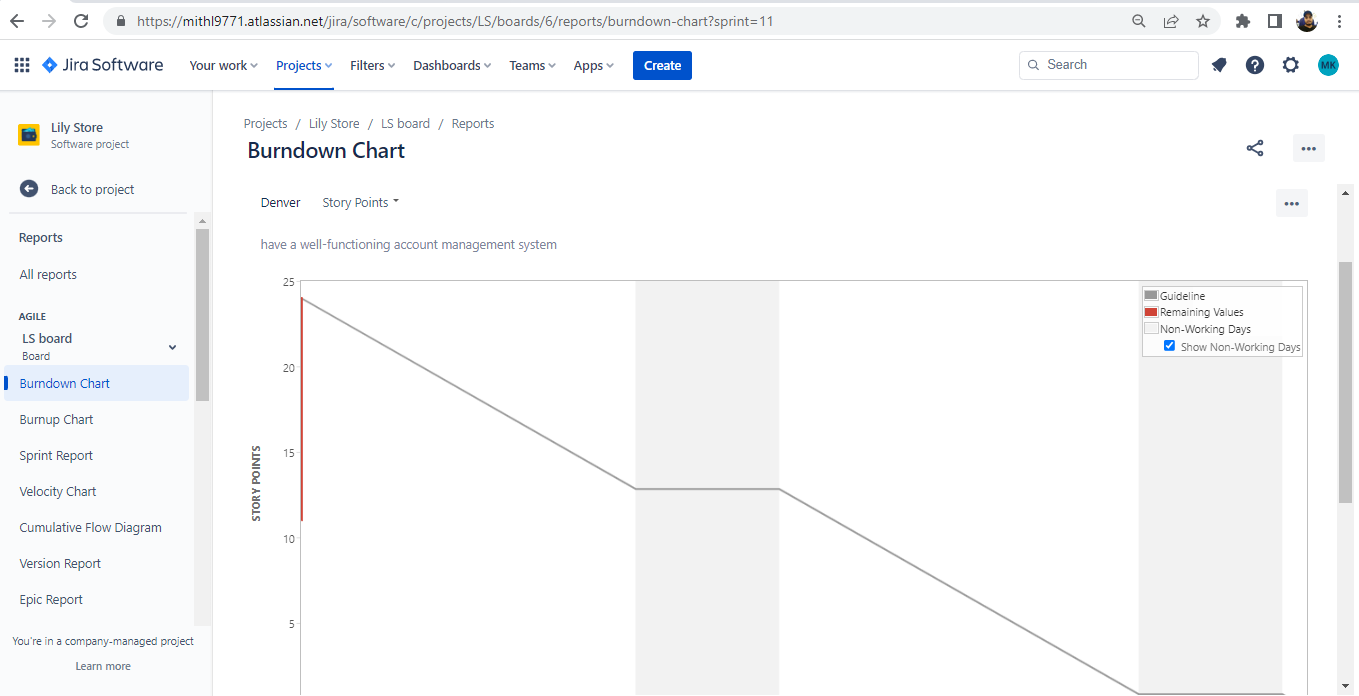 https://mithl9771.atlassian.net/jira/software/c/projects/LS/boards/6/reports/burndown-chart?sprint=11
Jira Software Your work Projects Filters Dashboards Teams Apps Create Search MK
Lily Store
Software project
Back to project
Reports
All reports
AGILE
LS board
Board
Burndown Chart
Burnup Chart
Sprint Report
Velocity Chart
Cumulative Flow Diagram
Version Report
Epic Report
You're in a company-managed project
Learn more
Projects / Lily Store / LS board / Reports
Burndown Chart
Denver Story Points
have a well-functioning account management system
STORY POINTS
25
20
15
10
5
Guideline
Remaining Values
Non-Working Days
Show Non-Working Days